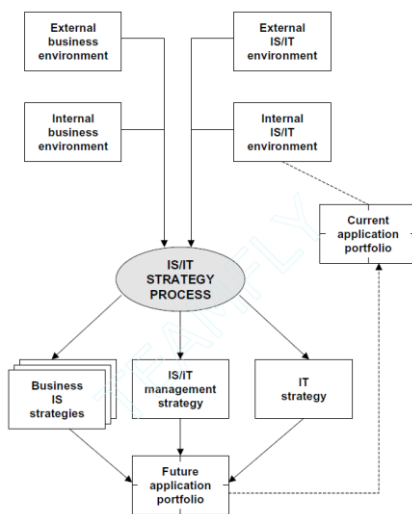 External
business
environment
External
IS/IT
environment
Internal
business
environment
Internal
IS/IT
environment
Current
application
portfolio
IS/IT
STRATEGY
PROCESS
Business
IS
strategies
IS/IT
management
strategy
IT
strategy
Future
application
portfolio
TEAMFLY